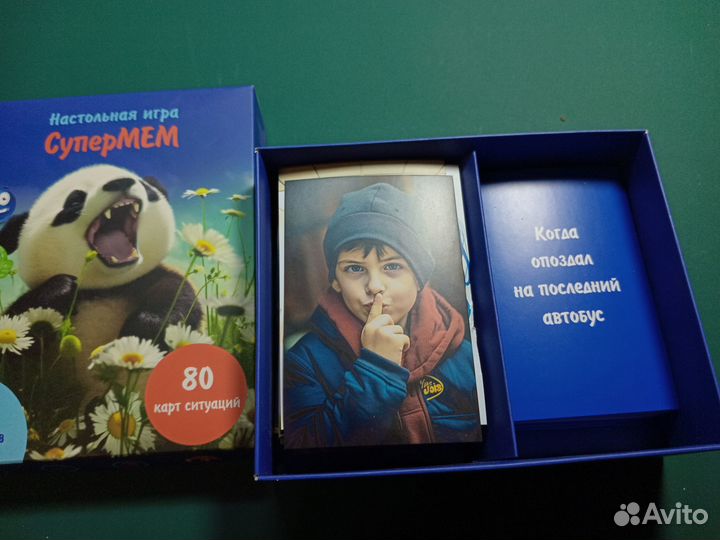 Настольная игра
СуперМЕМ
80
карт ситуаций
Когда
опоздал
на последний
автобус
Avito